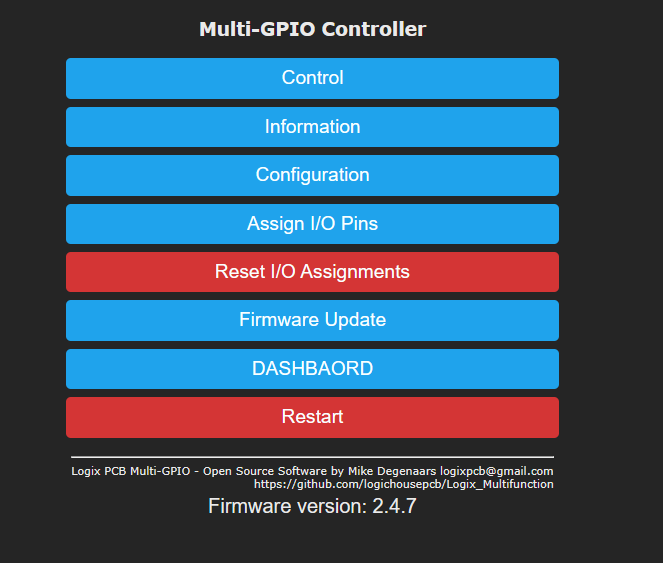 Multi-GPIO Controller
Control
Information
Configuration
Assign I/O Pins
Reset I/O Assignments
Firmware Update
DASHBAORD
Restart
Logix PCB Multi-GPIO - Open Source Software by Mike Degenaars logixpcb@gmail.com
https://github.com/logichousepcb/Logix_Multifunction
Firmware version: 2.4.7